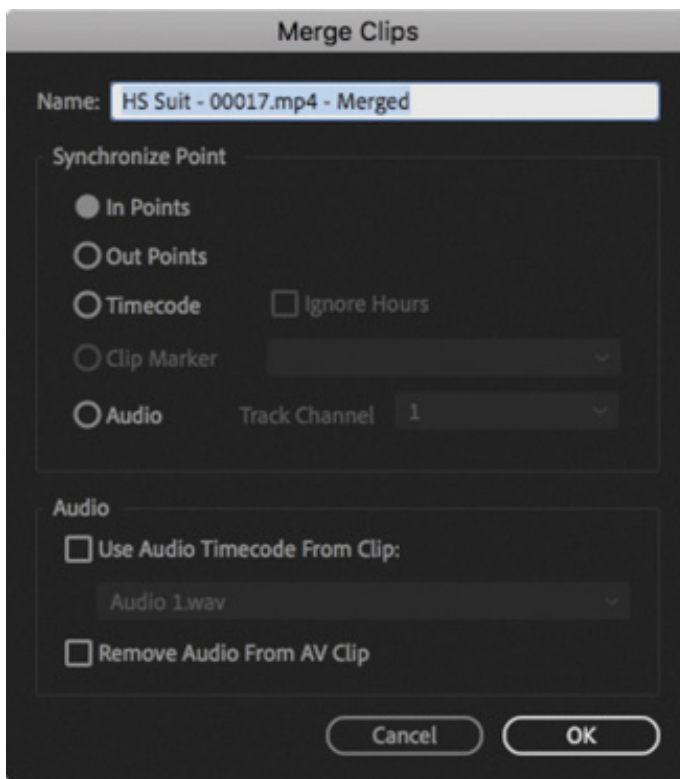 Merge Clips
Name: HS Suit - 00017.mp4 - Merged
Synchronize Point
In Points
Out Points
Timecode Ignore Hours
Clip Marker
Audio Track Channel 1
Audio
Use Audio Timecode From Clip:
Audio 1.wav
Remove Audio From AV Clip
Cancel OK